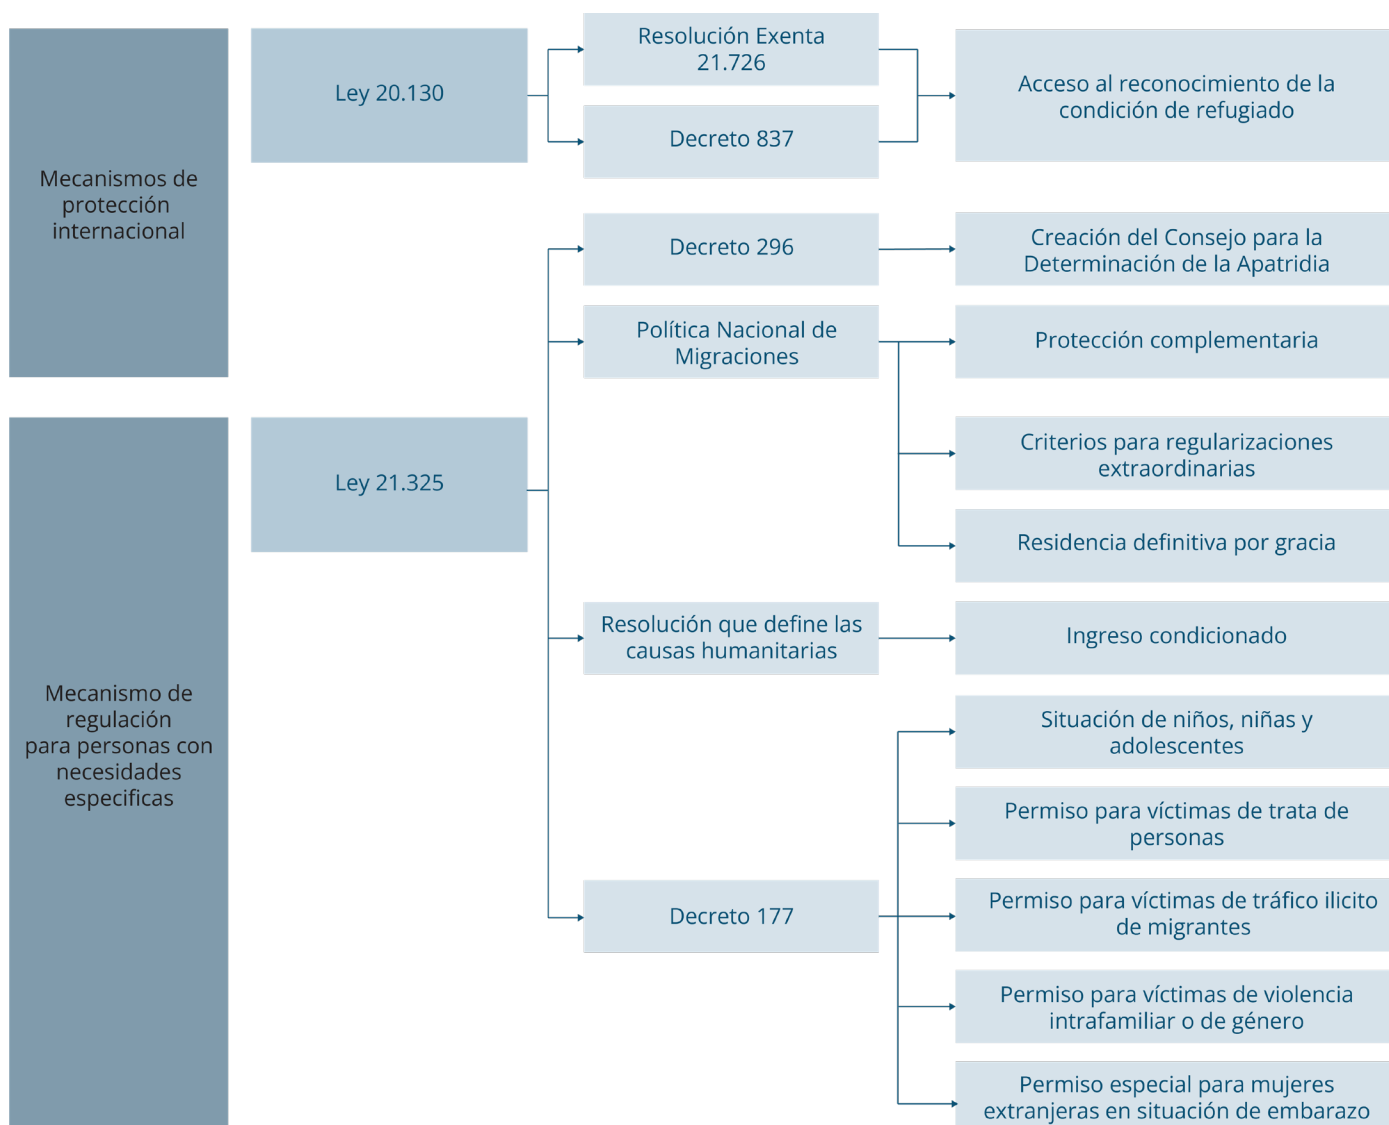 Mecanismos de
protección
internacional
Ley 20.130
Resolución Exenta
21.726
Decreto 837
Acceso al reconocimiento de la
condición de refugiado
Decreto 296
Creación del Consejo para la
Determinación de la Apatridia
Política Nacional de
Migraciones
Protección complementaria
Mecanismo de
regulación
para personas con
necesidades
especificas
Ley 21.325
Criterios para regularizaciones
extraordinarias
Residencia definitiva por gracia
Resolución que define las
causas humanitarias
Ingreso condicionado
Decreto 177
Situación de niños, niñas y
adolescentes
Permiso para víctimas de trata de
personas
Permiso para víctimas de tráfico ilicito
de migrantes
Permiso para víctimas de violencia
intrafamiliar o de género
Permiso especial para mujeres
extranjeras en situación de embarazo